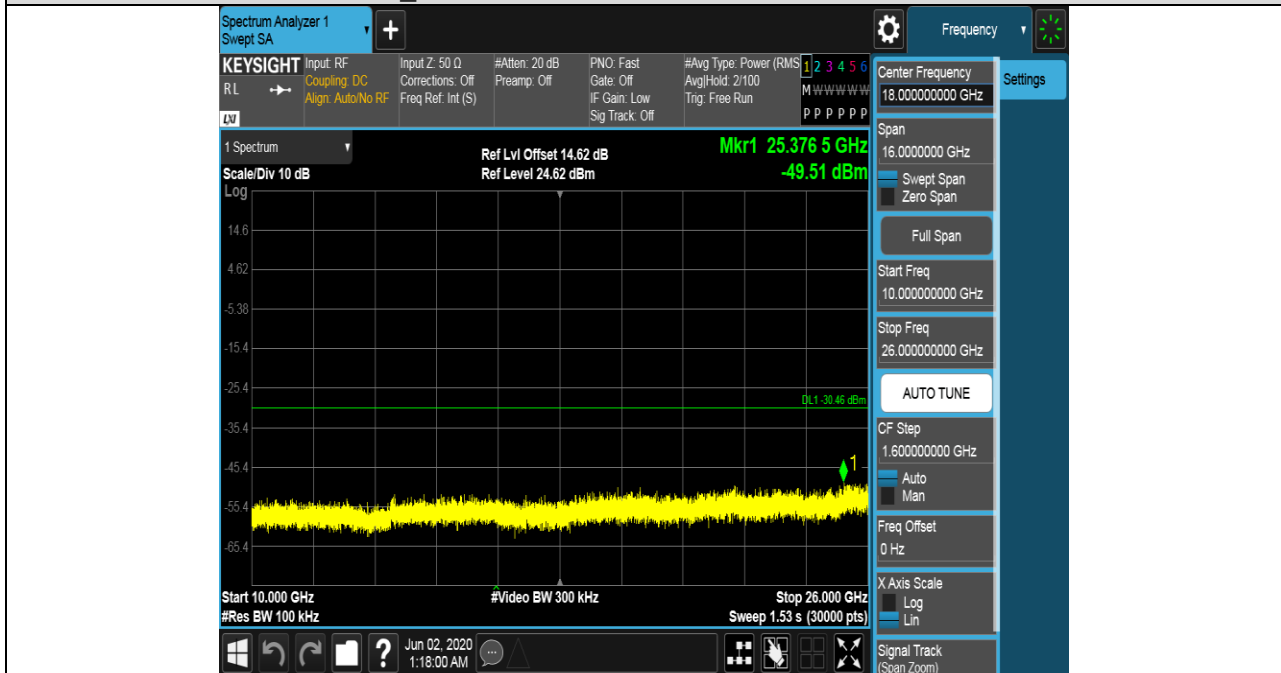 Spectrum Analyzer 1
Swept SA
+
Frequency
KEYSIGHT
RL
LXI
Input: RF
Coupling: DC
Align: Auto/No RF
Input Z: 50 Ω
Corrections: Off
Freq Ref: Int (S)
#Atten: 20 dB
Preamp: Off
PNO: Fast
Gate: Off
IF Gain: Low
Sig Track: Off
#Avg Type: Power (RMS
Avg|Hold: 2/100
Trig: Free Run
1 2 3 4 5 6
M W W W W W
P P P P P P
1 Spectrum
Scale/Div 10 dB
Log
Ref Lvl Offset 14.62 dB
Ref Level 24.62 dBm
Mkr1 25.376 5 GHz
-49.51 dBm
14.6
4.62
-5.38
-15.4
-25.4
DL1 -30.46 dBm
-35.4
-45.4
1
-55.4
-65.4
Start 10.000 GHz
#Video BW 300 kHz
Stop 26.000 GHz
#Res BW 100 kHz
Sweep 1.53 s (30000 pts)
?
Jun 02, 2020
1:18:00 AM
Center Frequency
18.000000000 GHz
Span
16.0000000 GHz
Swept Span
Zero Span
Full Span
Start Freq
10.000000000 GHz
Stop Freq
26.000000000 GHz
AUTO TUNE
CF Step
1.600000000 GHz
Auto
Man
Freq Offset
0 Hz
X Axis Scale
Log
Lin
Signal Track
(Span Zoom)
Settings